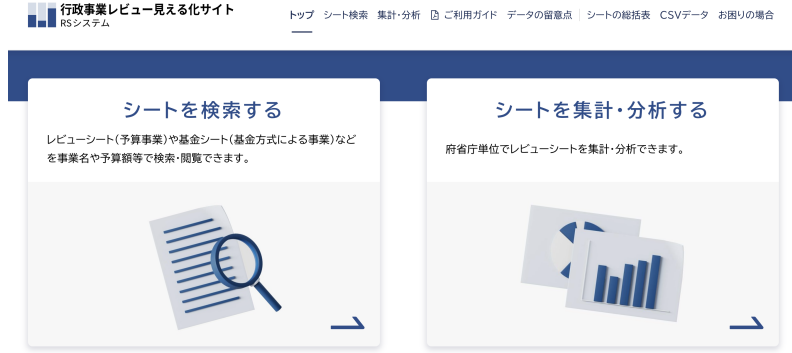 行政事業レビュー見える化サイト
RSシステム
トップ シート検索 集計・分析 ご利用ガイド データの留意点 シートの総括表 CSVデータ お困りの場合
シートを検索する
レビューシート(予算事業)や基金シート(基金方式による事業)など
を事業名や予算額等で検索・閲覧できます。
シートを集計・分析する
府省庁単位でレビューシートを集計・分析できます。